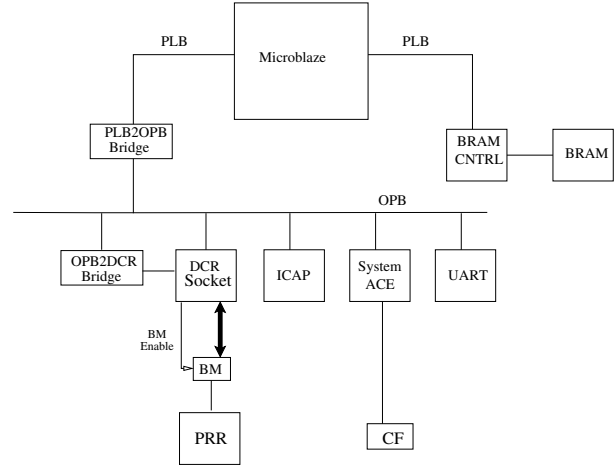 PLB
Microblaze
PLB
PLB2OPB
Bridge
BRAM
CNTRL
BRAM
OPB
OPB2DCR
Bridge
DCR
Socket
ICAP
System
ACE
UART
BM
Enable
BM
PRR
CF